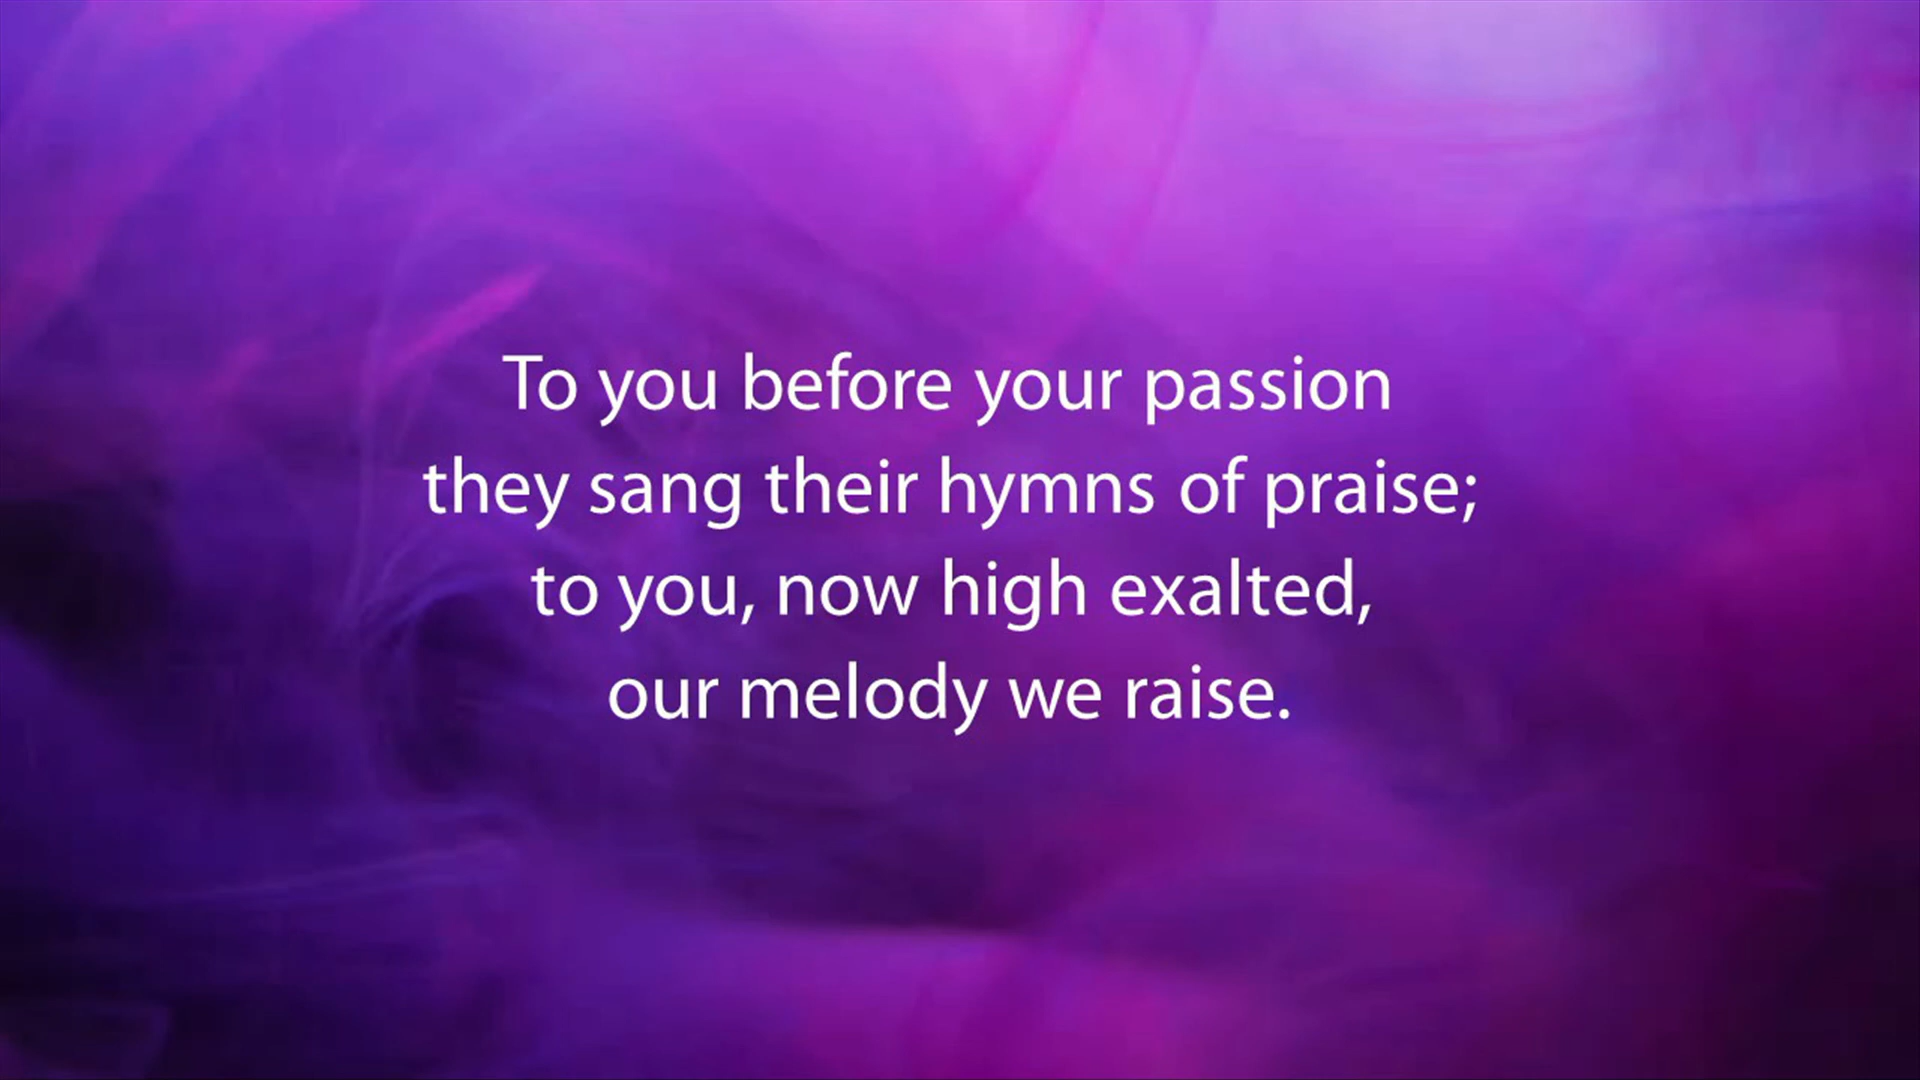 To you before your passion
they sang their hymns of praise;
to you, now high exalted,
our melody we raise.